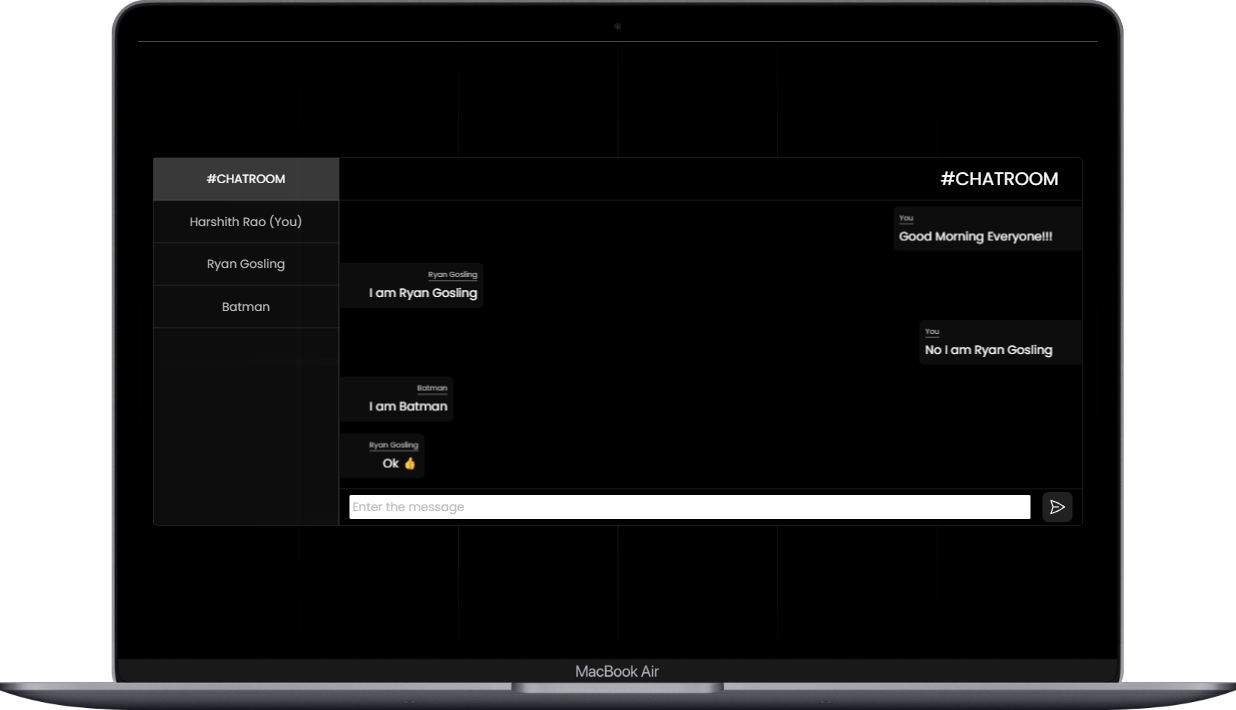 #CHATROOM
Harshith Rao (You)
Ryan Gosling
Batman
#CHATROOM
You
Good Morning Everyone!!!
Ryan Gosling
I am Ryan Gosling
You
No I am Ryan Gosling
Batman
I am Batman
Ryan Gosling
Ok 👍
Enter the message
MacBook Air